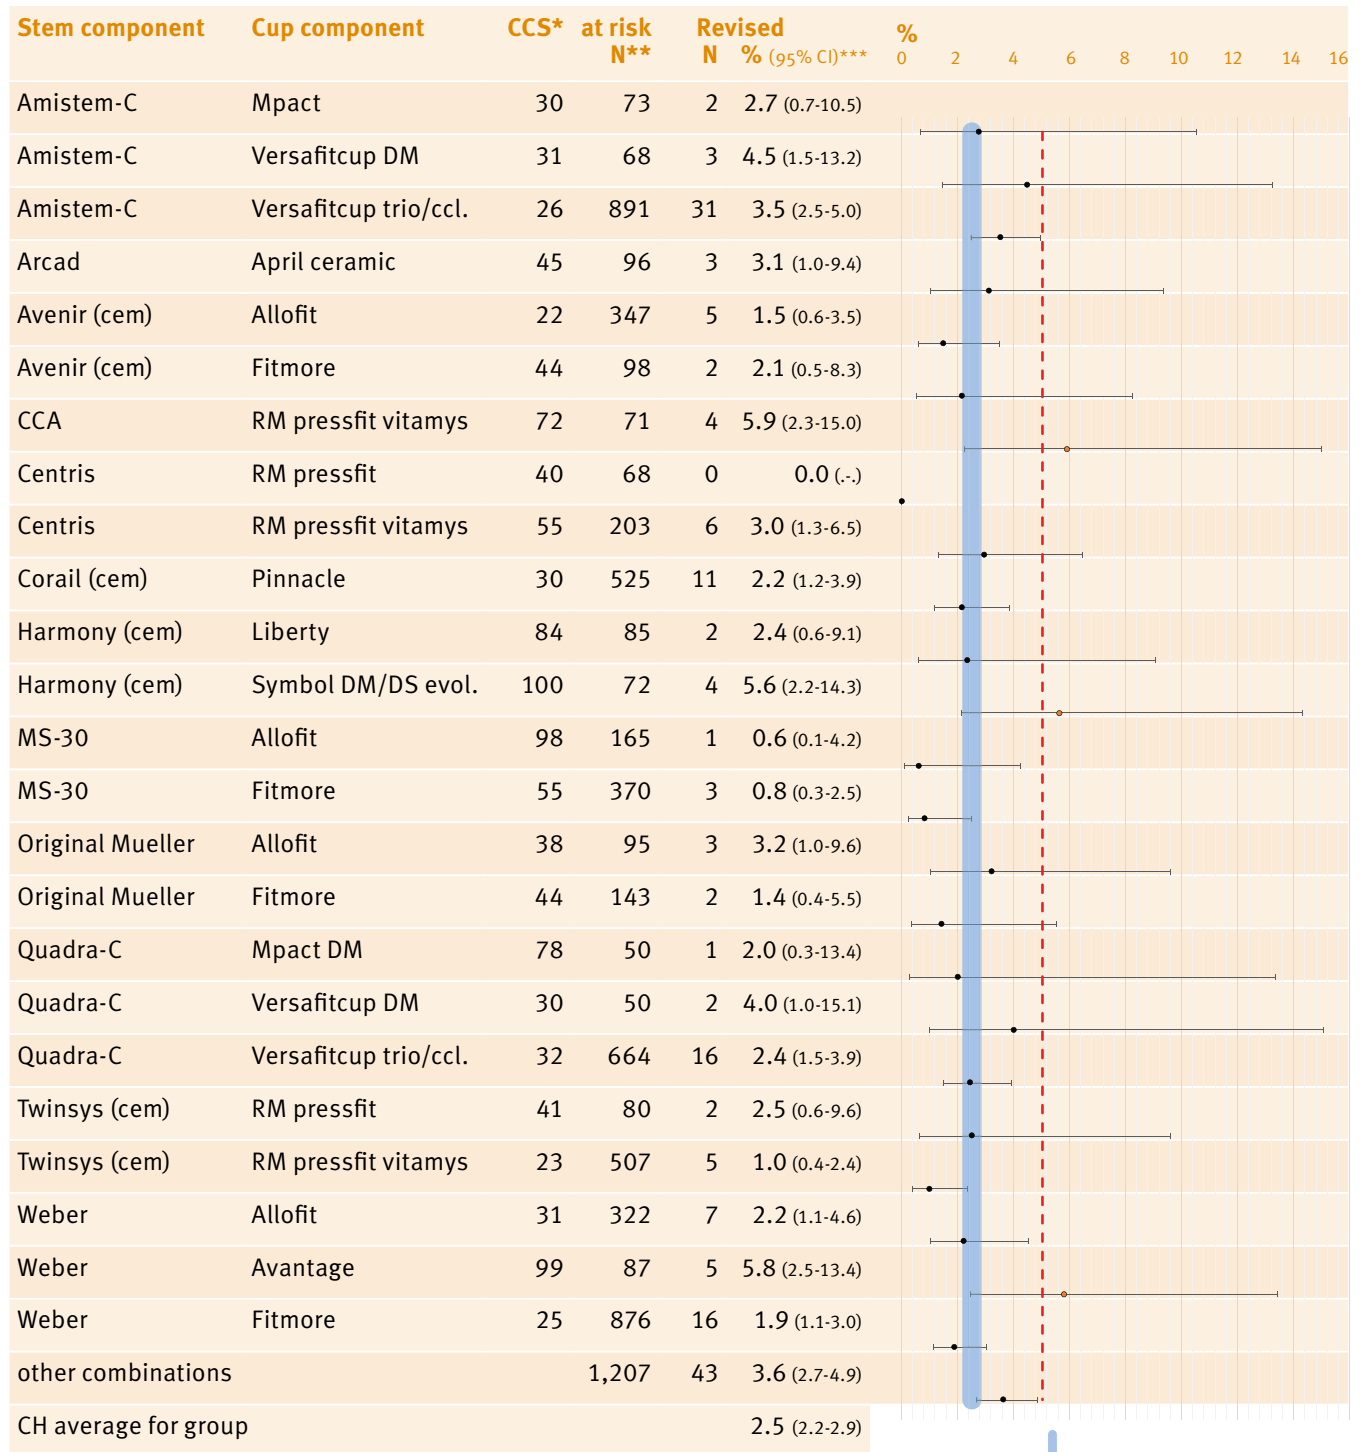 Stem component Cup component CCS* at risk Revised %
N** N % (95% CI)*** 0 2 4 6 8 10 12 14 16
Amistem-C Mpact 30 73 2 2.7 (0.7-10.5)
Amistem-C Versafitcup DM 31 68 3 4.5 (1.5-13.2)
Amistem-C Versafitcup trio/ccl. 26 891 31 3.5 (2.5-5.0)
Arcad April ceramic 45 96 3 3.1 (1.0-9.4)
Avenir (cem) Allofit 22 347 5 1.5 (0.6-3.5)
Avenir (cem) Fitmore 44 98 2 2.1 (0.5-8.3)
CCA RM pressfit vitamys 72 71 4 5.9 (2.3-15.0)
Centris RM pressfit 40 68 0 0.0 (.-.)
Centris RM pressfit vitamys 55 203 6 3.0 (1.3-6.5)
Corail (cem) Pinnacle 30 525 11 2.2 (1.2-3.9)
Harmony (cem) Liberty 84 85 2 2.4 (0.6-9.1)
Harmony (cem) Symbol DM/DS evol. 100 72 4 5.6 (2.2-14.3)
MS-30 Allofit 98 165 1 0.6 (0.1-4.2)
MS-30 Fitmore 55 370 3 0.8 (0.3-2.5)
Original Mueller Allofit 38 95 3 3.2 (1.0-9.6)
Original Mueller Fitmore 44 143 2 1.4 (0.4-5.5)
Quadra-C Mpact DM 78 50 1 2.0 (0.3-13.4)
Quadra-C Versafitcup DM 30 50 2 4.0 (1.0-15.1)
Quadra-C Versafitcup trio/ccl. 32 664 16 2.4 (1.5-3.9)
Twinsys (cem) RM pressfit 41 80 2 2.5 (0.6-9.6)
Twinsys (cem) RM pressfit vitamys 23 507 5 1.0 (0.4-2.4)
Weber Allofit 31 322 7 2.2 (1.1-4.6)
Weber Avantage 99 87 5 5.8 (2.5-13.4)
Weber Fitmore 25 876 16 1.9 (1.1-3.0)
other combinations 1,207 43 3.6 (2.7-4.9)
CH average for group 2.5 (2.2-2.9)